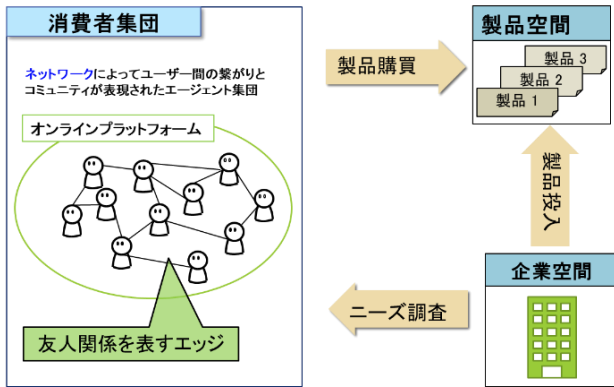 消費者集団
ネットワークによってユーザー間の繋がりと
コミュニティが表現されたエージェント集団
オンラインプラットフォーム
友人関係を表すエッジ
製品購買
製品空間
製品 3
製品 2
製品 1
製品投入
企業空間
ニーズ調査